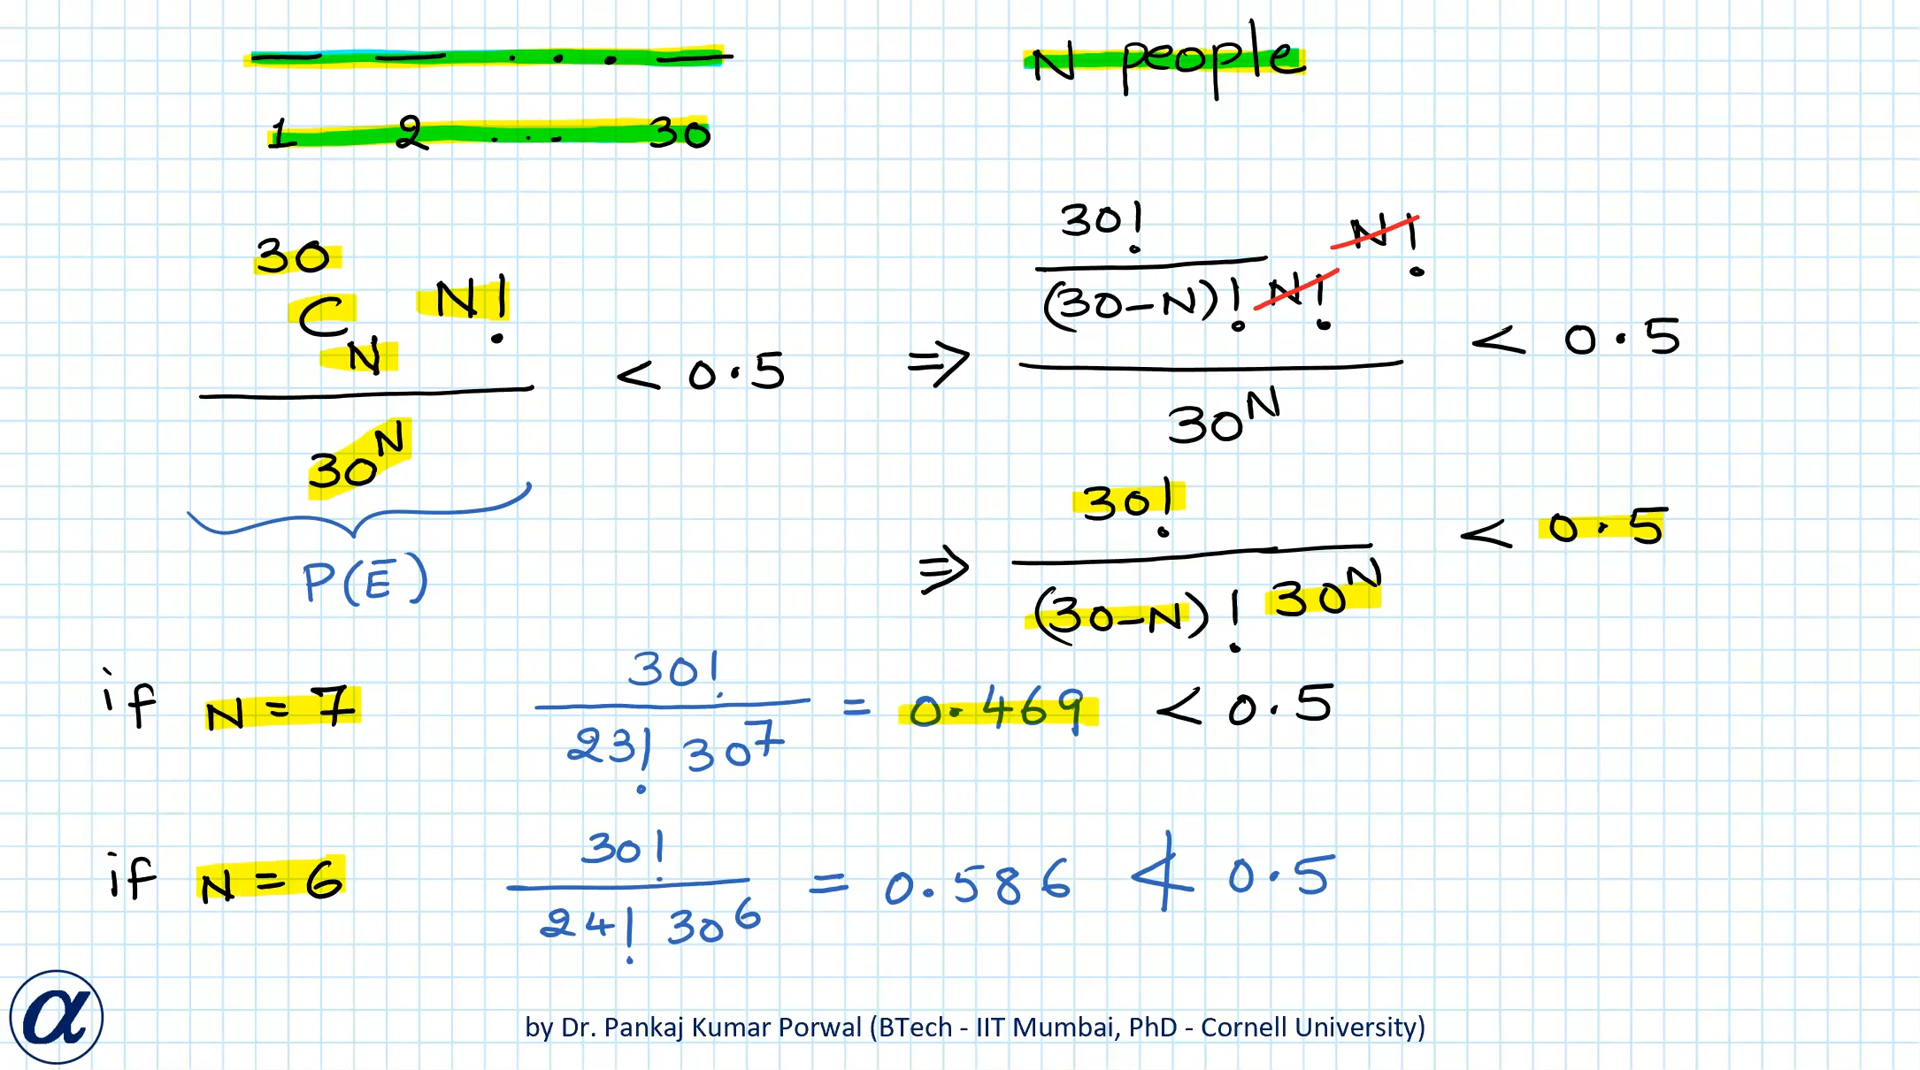 N people
1 2 ... 30
30
C N!
N
< 0.5
30^N
P(Ē)
⇒ 30! N!
(30-N)! N!
< 0.5
30^N
⇒ 30!
< 0.5
(30-N)! 30^N
if N = 7 30! = 0.469 < 0.5
23! 30^7
if N = 6 30! = 0.586 ≮ 0.5
24! 30^6
α
by Dr. Pankaj Kumar Porwal (BTech - IIT Mumbai, PhD - Cornell University)